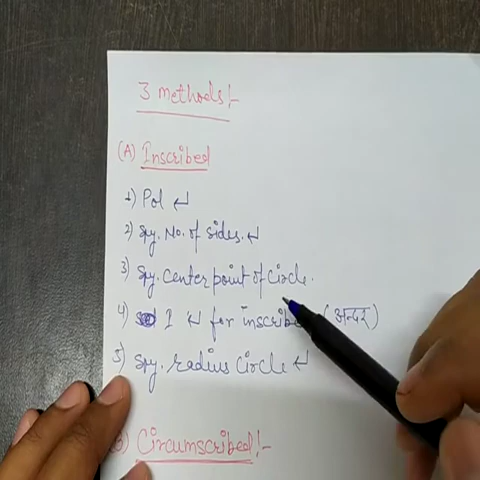 3 Methods:-
(A) Inscribed
1) Pol ↵
2) Spy. No. of sides. ↵
3) Spy. Center point of Circle.
4) I ↵ for inscribed (अन्दर)
5) Spy. radius Circle ↵
(B) Circumscribed:-